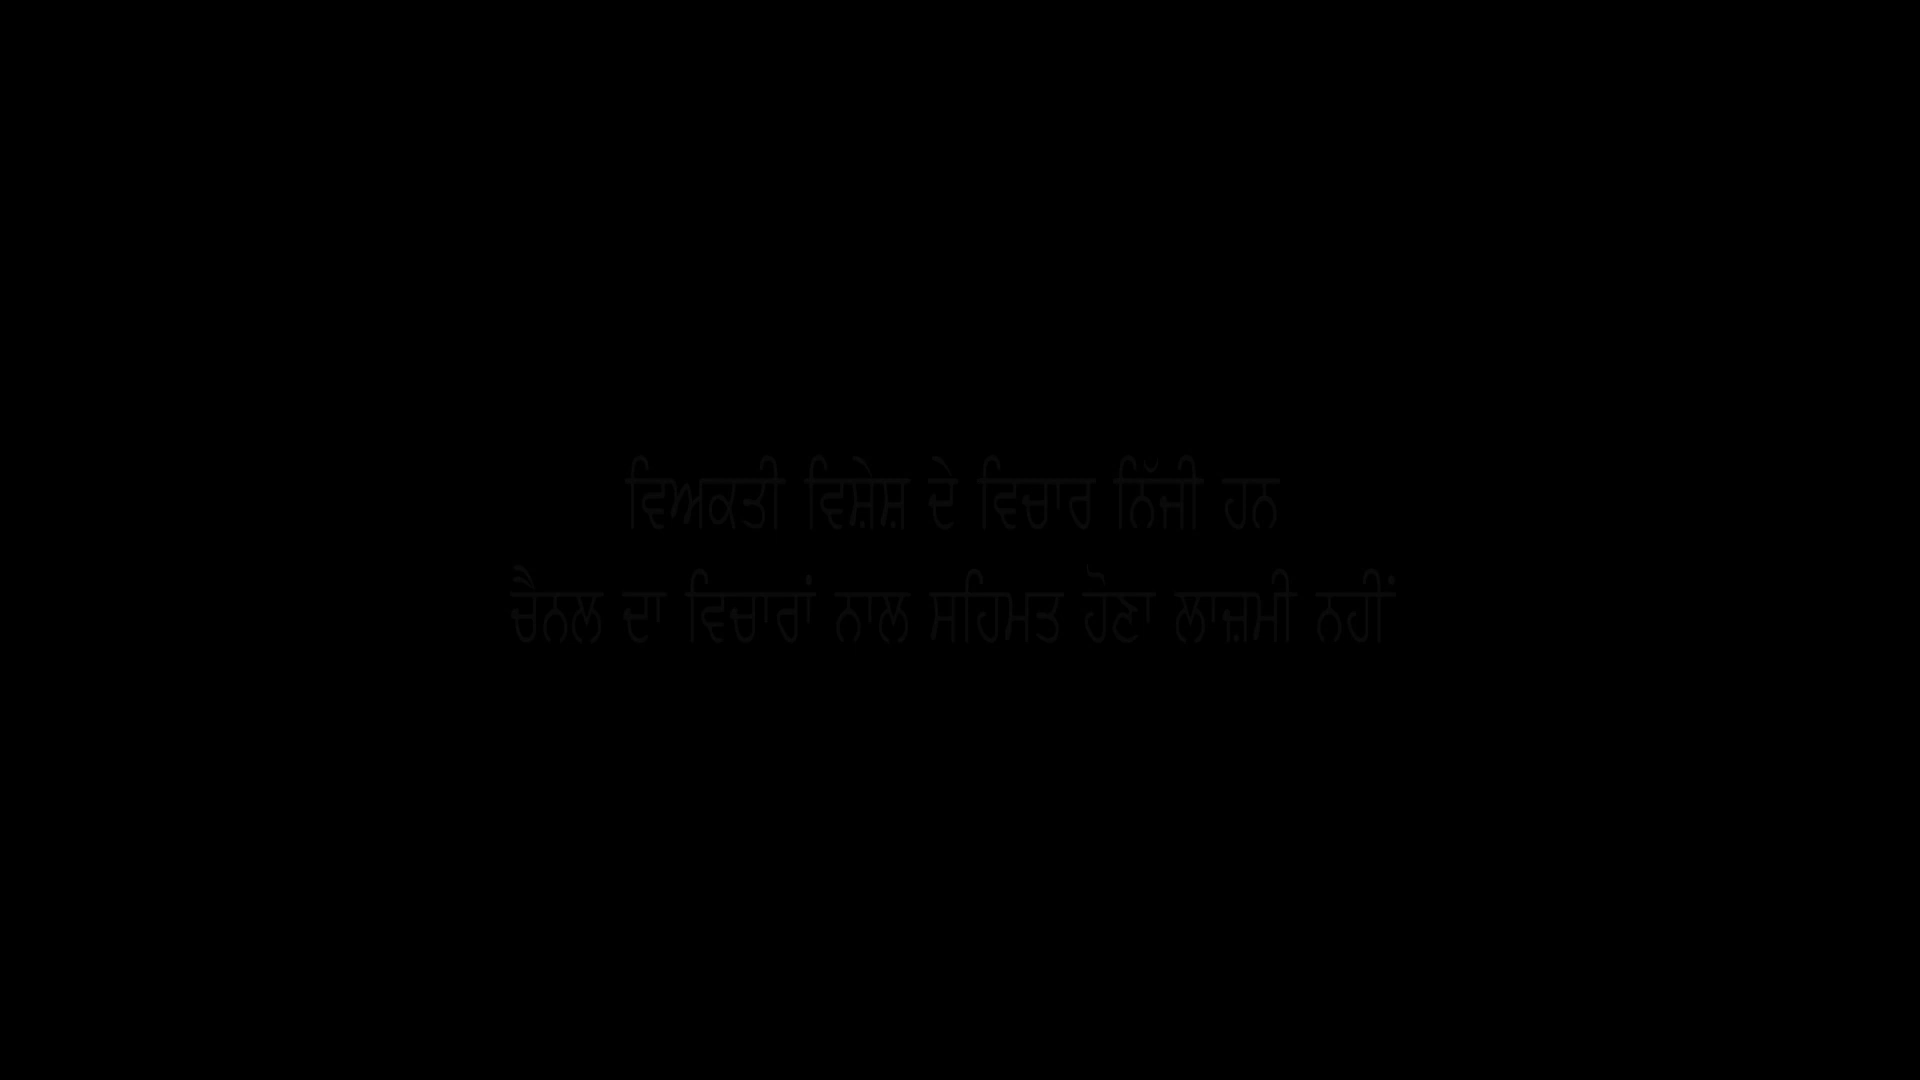 ਵਿਅਕਤੀ ਵਿਸ਼ੇਸ਼ ਦੇ ਵਿਚਾਰ ਨਿੱਜੀ ਹਨ
ਚੈਨਲ ਦਾ ਵਿਚਾਰਾਂ ਨਾਲ ਸਹਿਮਤ ਹੋਣਾ ਲਾਜ਼ਮੀ ਨਹੀਂ